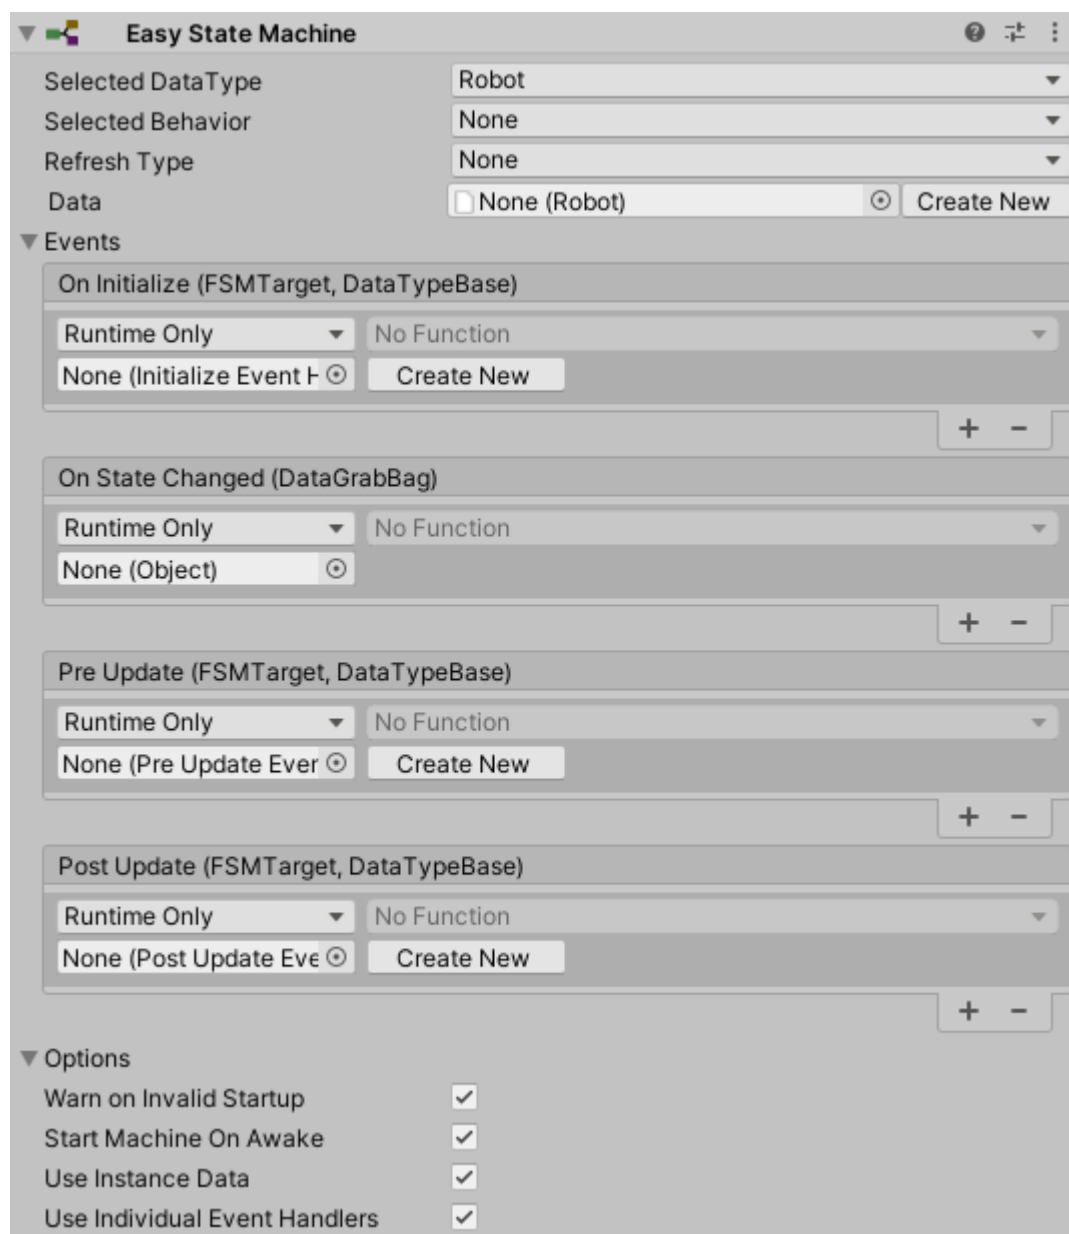 Easy State Machine
Selected DataType Robot
Selected Behavior None
Refresh Type None
Data None (Robot) Create New
Events
On Initialize (FSMTarget, DataTypeBase)
Runtime Only No Function
None (Initialize Event H Create New
+ −
On State Changed (DataGrabBag)
Runtime Only No Function
None (Object)
+ −
Pre Update (FSMTarget, DataTypeBase)
Runtime Only No Function
None (Pre Update Ever Create New
+ −
Post Update (FSMTarget, DataTypeBase)
Runtime Only No Function
None (Post Update Eve Create New
+ −
Options
Warn on Invalid Startup
Start Machine On Awake
Use Instance Data
Use Individual Event Handlers